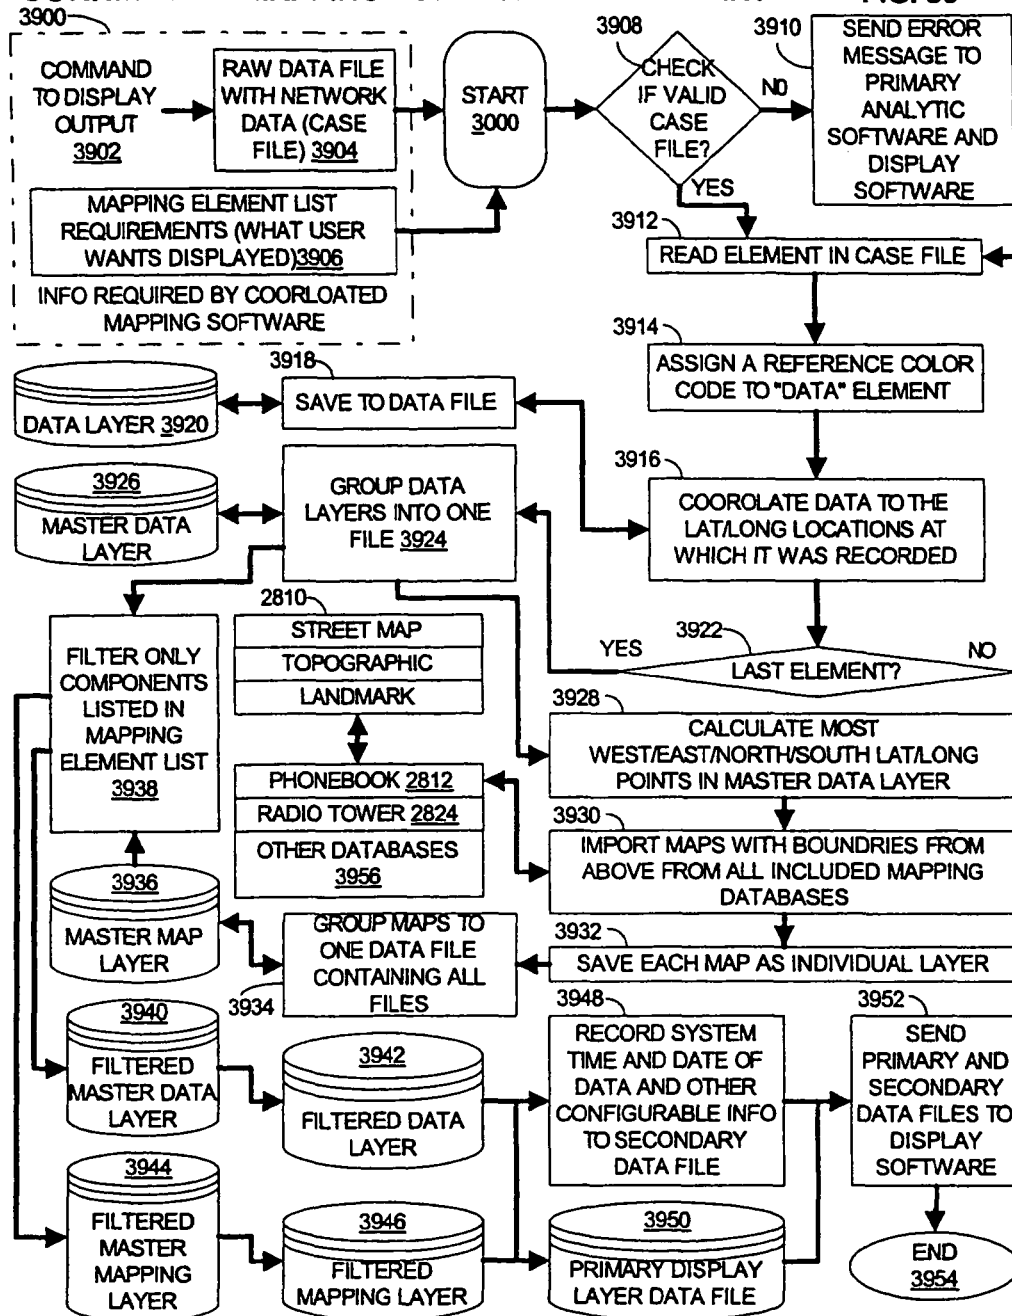 3900
COMMAND
TO DISPLAY
OUTPUT
3902
RAW DATA FILE
WITH NETWORK
DATA (CASE
FILE) 3904
MAPPING ELEMENT LIST
REQUIREMENTS (WHAT USER
WANTS DISPLAYED)3906
INFO REQUIRED BY COORLOATED
MAPPING SOFTWARE
START
3000
3908
CHECK
IF VALID
CASE
FILE?
NO
YES
3910
SEND ERROR
MESSAGE TO
PRIMARY
ANALYTIC
SOFTWARE AND
DISPLAY
SOFTWARE
3912
READ ELEMENT IN CASE FILE
3914
ASSIGN A REFERENCE COLOR
CODE TO "DATA" ELEMENT
3916
COOROLATE DATA TO THE
LAT/LONG LOCATIONS AT
WHICH IT WAS RECORDED
3918
SAVE TO DATA FILE
DATA LAYER 3920
3922
YES
LAST ELEMENT?
NO
GROUP DATA
LAYERS INTO ONE
FILE 3924
3926
MASTER DATA
LAYER
3928
CALCULATE MOST
WEST/EAST/NORTH/SOUTH LAT/LONG
POINTS IN MASTER DATA LAYER
2810
STREET MAP
TOPOGRAPHIC
LANDMARK
PHONEBOOK 2812
RADIO TOWER 2824
OTHER DATABASES
3956
3930
IMPORT MAPS WITH BOUNDRIES FROM
ABOVE FROM ALL INCLUDED MAPPING
DATABASES
3932
SAVE EACH MAP AS INDIVIDUAL LAYER
3934
GROUP MAPS TO
ONE DATA FILE
CONTAINING ALL
FILES
3936
MASTER MAP
LAYER
FILTER ONLY
COMPONENTS
LISTED IN
MAPPING
ELEMENT LIST
3938
3940
FILTERED
MASTER DATA
LAYER
3942
FILTERED DATA
LAYER
3944
FILTERED
MASTER
MAPPING
LAYER
3946
FILTERED
MAPPING LAYER
3948
RECORD SYSTEM
TIME AND DATE OF
DATA AND OTHER
CONFIGURABLE INFO
TO SECONDARY
DATA FILE
3950
PRIMARY DISPLAY
LAYER DATA FILE
3952
SEND
PRIMARY AND
SECONDARY
DATA FILES TO
DISPLAY
SOFTWARE
END
3954